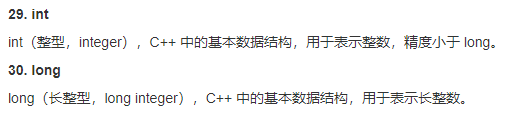 29. int
int（整型，integer），C++ 中的基本数据结构，用于表示整数，精度小于 long。
30. long
long（长整型，long integer），C++ 中的基本数据结构，用于表示长整数。